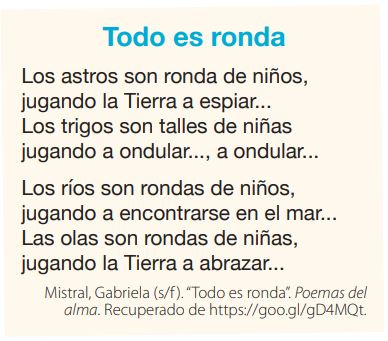 Todo es ronda
Los astros son ronda de niños,
jugando la Tierra a espiar...
Los trigos son talles de niñas
jugando a ondular..., a ondular...
Los ríos son rondas de niños,
jugando a encontrarse en el mar...
Las olas son rondas de niñas,
jugando la Tierra a abrazar...
Mistral, Gabriela (s/f). “Todo es ronda”. Poemas del
alma. Recuperado de https://goo.gl/gD4MQt.